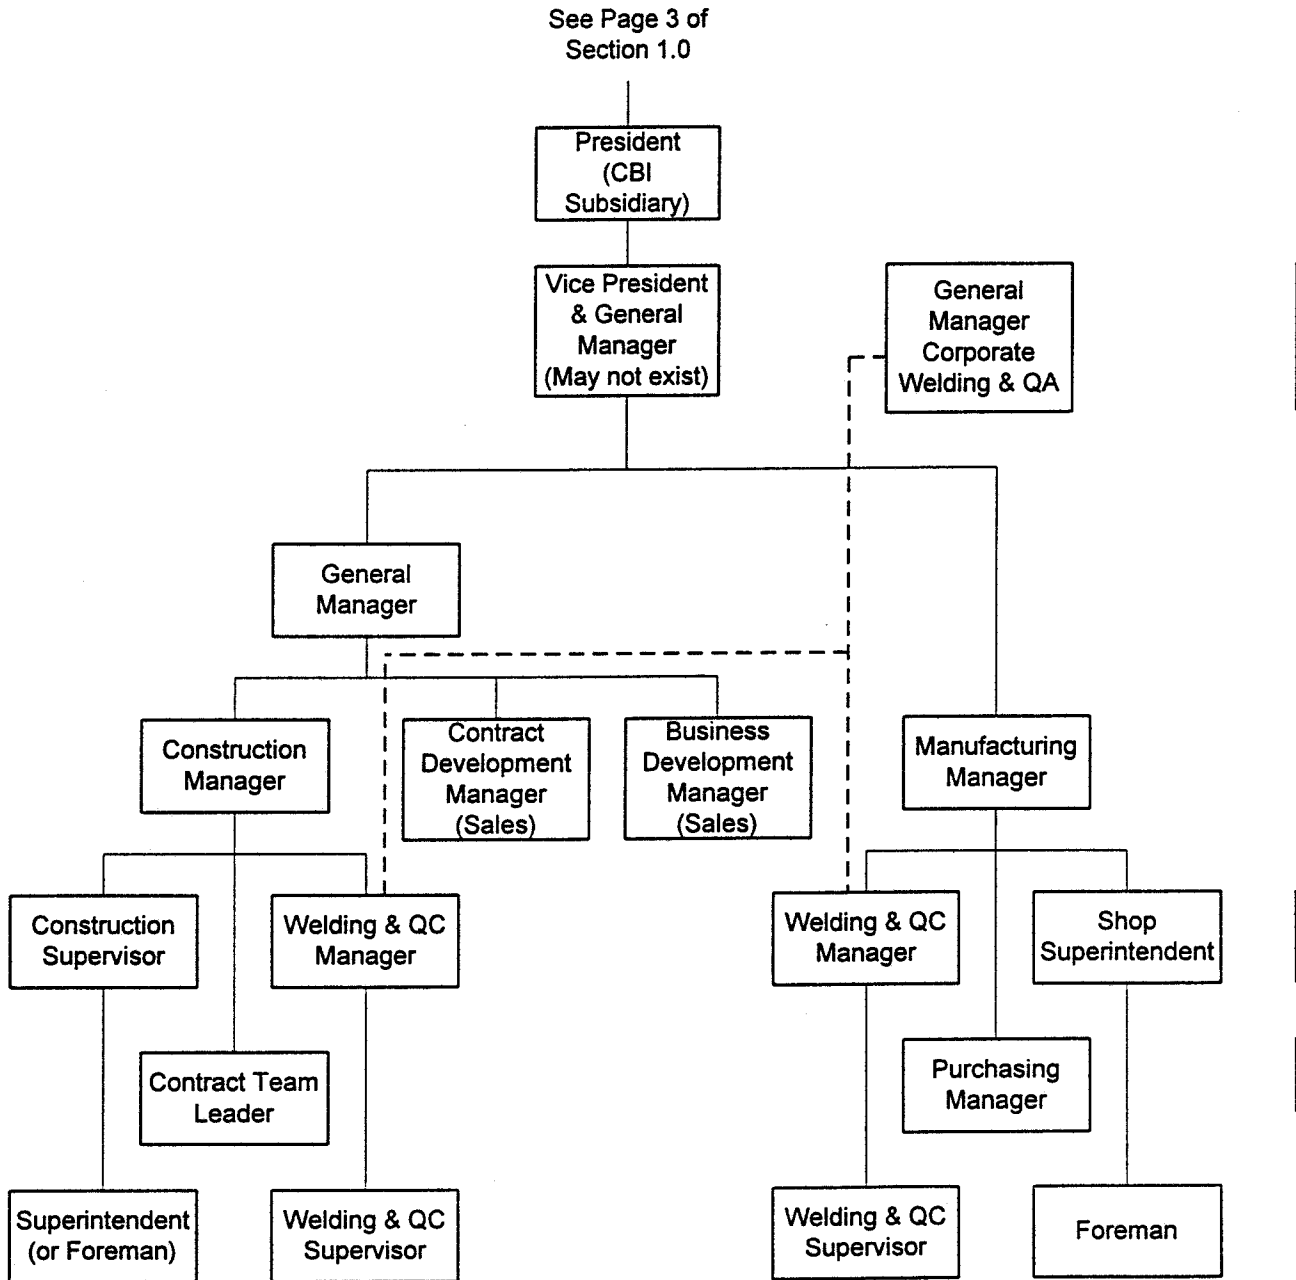 See Page 3 of
Section 1.0
President
(CBI
Subsidiary)
Vice President
& General
Manager
(May not exist)
General
Manager
Corporate
Welding & QA
General
Manager
Construction
Manager
Contract
Development
Manager
(Sales)
Business
Development
Manager
(Sales)
Manufacturing
Manager
Construction
Supervisor
Welding & QC
Manager
Welding & QC
Manager
Shop
Superintendent
Contract Team
Leader
Purchasing
Manager
Superintendent
(or Foreman)
Welding & QC
Supervisor
Welding & QC
Supervisor
Foreman